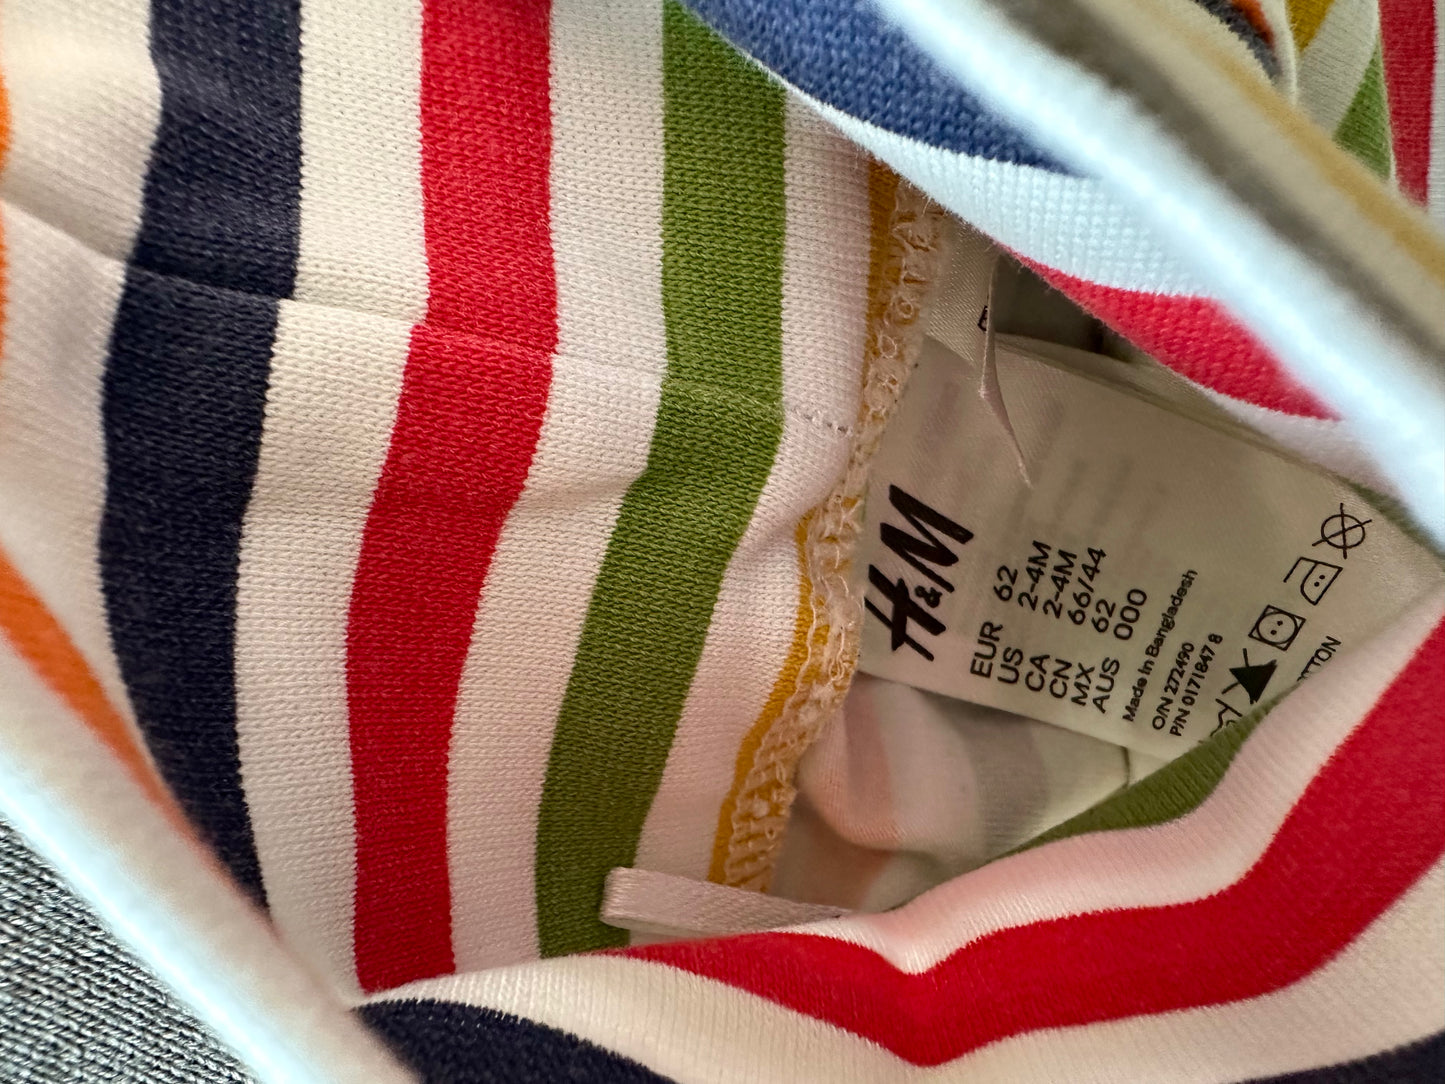 H&M
EUR 62
US 2-4M
CA 2-4M
CN 66/44
MX 62
AUS 000
Made in Bangladesh
O/N 272490
P/N 0171847 8